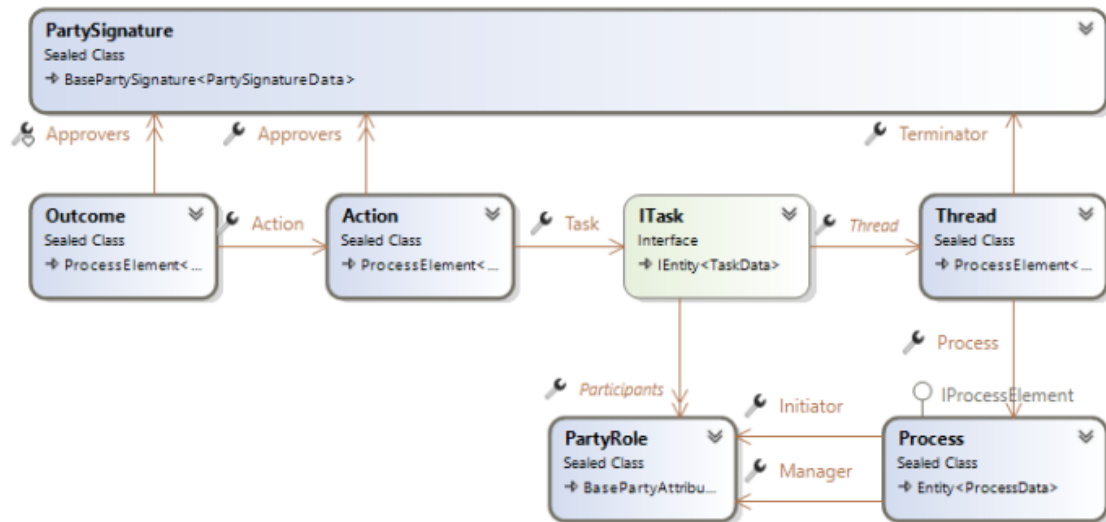 PartySignature
Sealed Class
BasePartySignature<PartySignatureData>
Approvers
Approvers
Terminator
Outcome
Sealed Class
ProcessElement<...
Action
Action
Sealed Class
ProcessElement<...
Task
ITask
Interface
IEntity<TaskData>
Thread
Thread
Sealed Class
ProcessElement<...
Process
Participants
Initiator
Manager
IProcessElement
PartyRole
Sealed Class
BasePartyAttribu...
Process
Sealed Class
Entity<ProcessData>